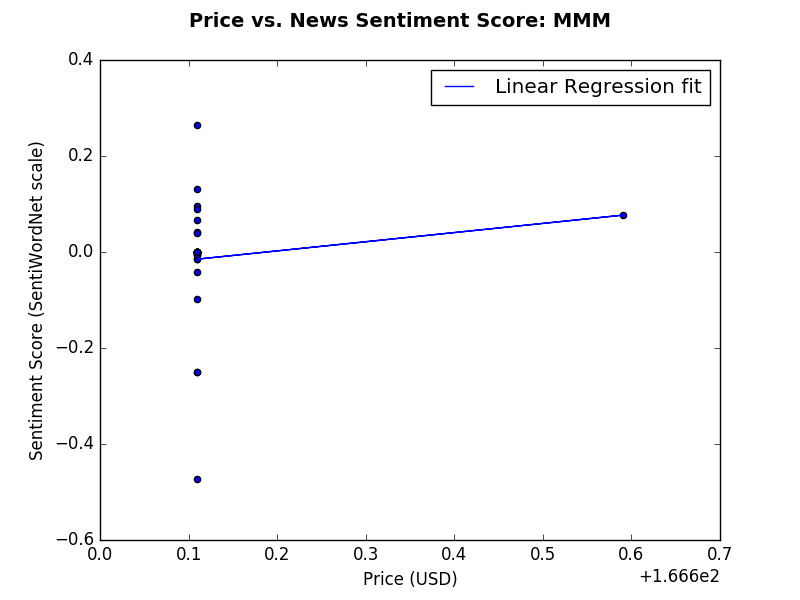 Price vs. News Sentiment Score: MMM
Linear Regression fit
Sentiment Score (SentiWordNet scale)
0.4
0.2
0.0
−0.2
−0.4
−0.6
0.0 0.1 0.2 0.3 0.4 0.5 0.6 0.7
Price (USD)
+1.666e2